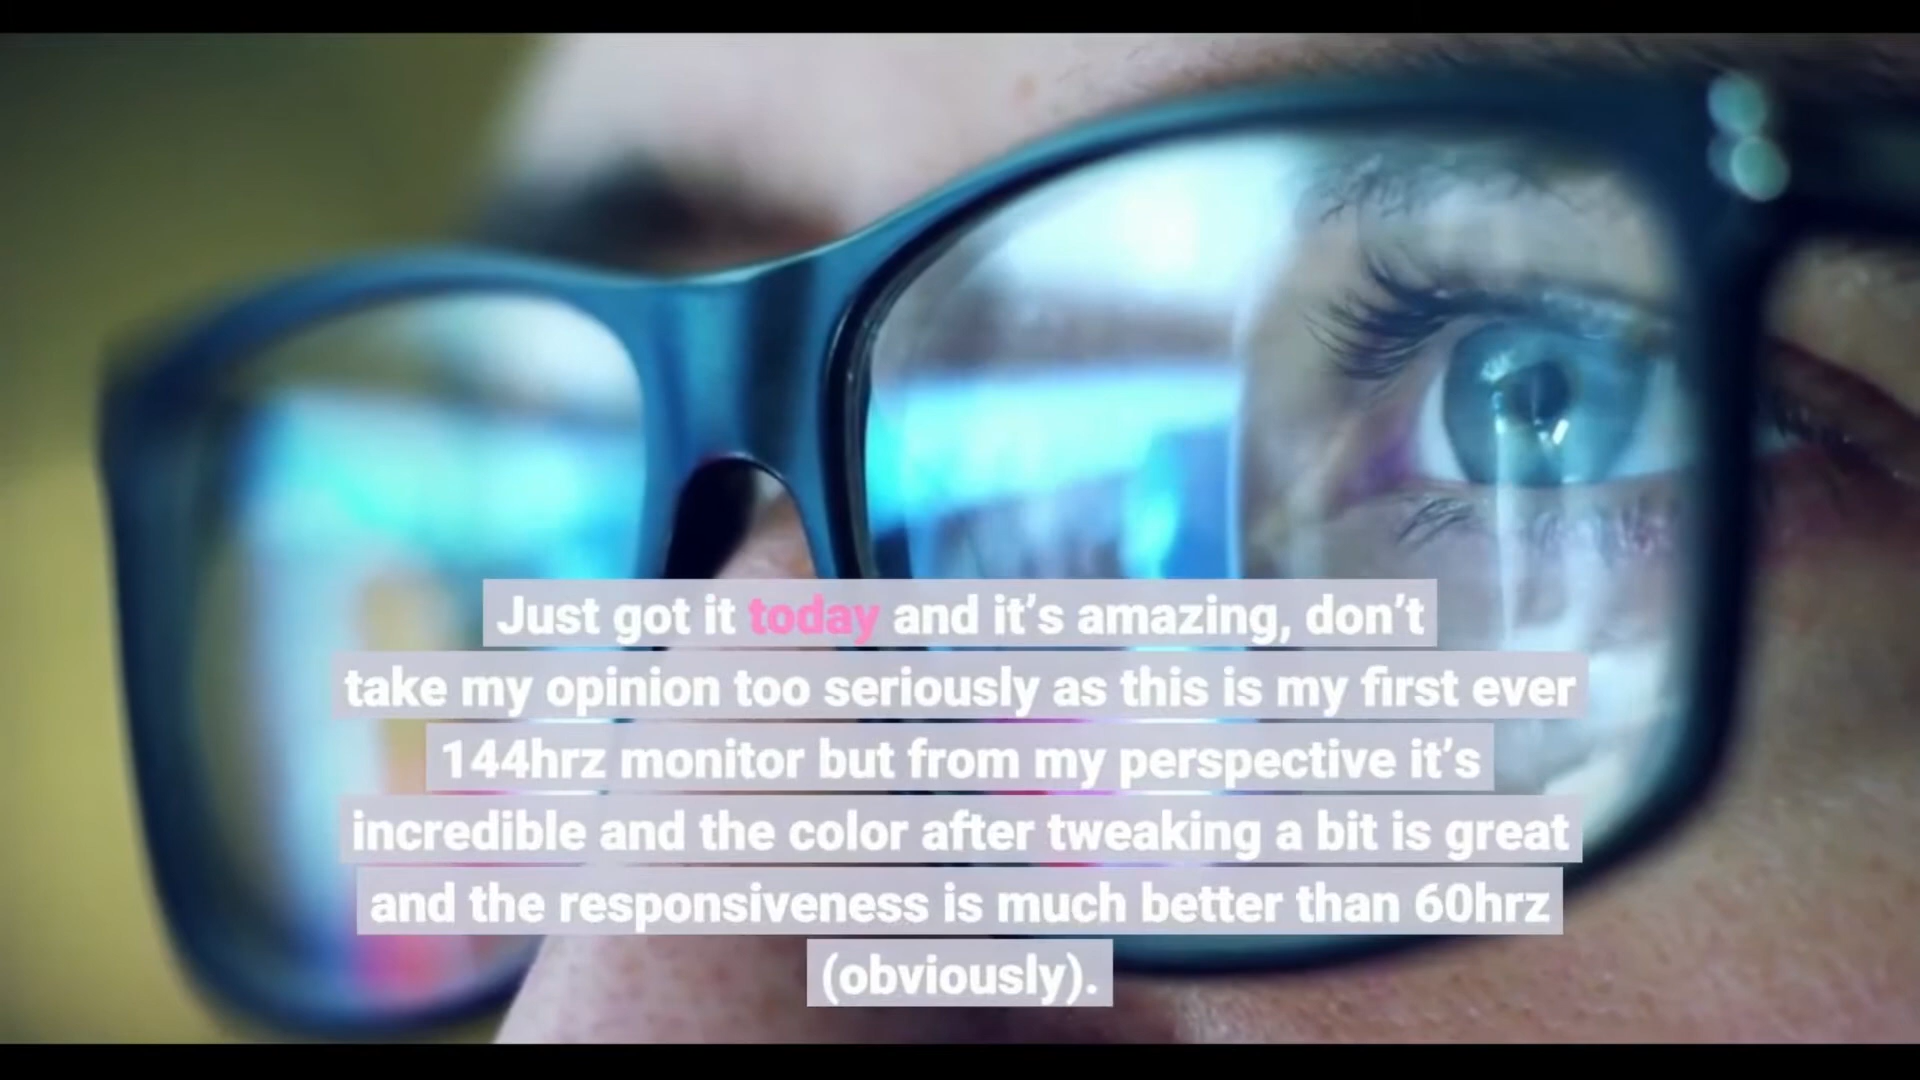 Just got it today and it’s amazing, don’t
take my opinion too seriously as this is my first ever
144hrz monitor but from my perspective it’s
incredible and the color after tweaking a bit is great
and the responsiveness is much better than 60hrz
(obviously).